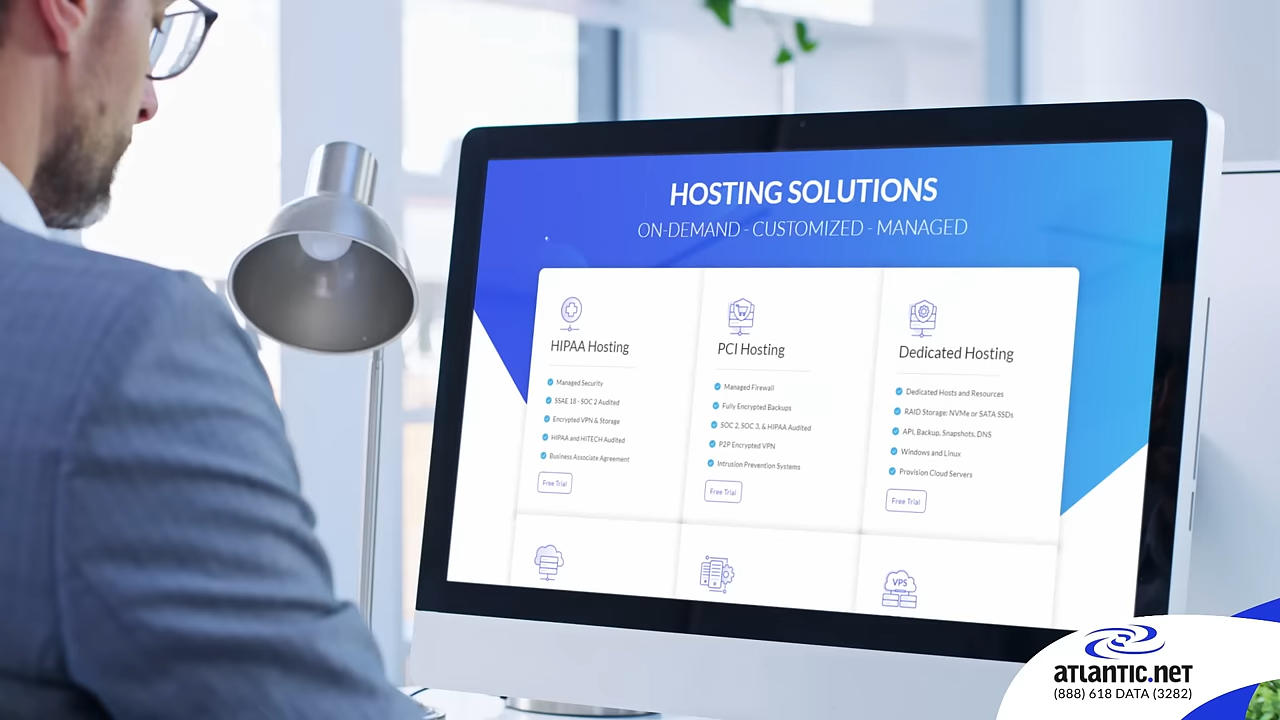 HOSTING SOLUTIONS
ON-DEMAND - CUSTOMIZED - MANAGED
HIPAA Hosting
Managed Security
SSAE 18 - SOC 2 Audited
Encrypted VPN & Storage
HIPAA and HITECH Audited
Business Associate Agreement
Free Trial
PCI Hosting
Managed Firewall
Fully Encrypted Backups
SOC 2, SOC 3, & HIPAA Audited
P2P Encrypted VPN
Intrusion Prevention Systems
Free Trial
Dedicated Hosting
Dedicated Hosts and Resources
RAID Storage: NVMe or SATA SSDs
API, Backup, Snapshots, DNS
Windows and Linux
Provision Cloud Servers
Free Trial
VPS
ATLANTIC.NET
(888) 618 DATA (3282)